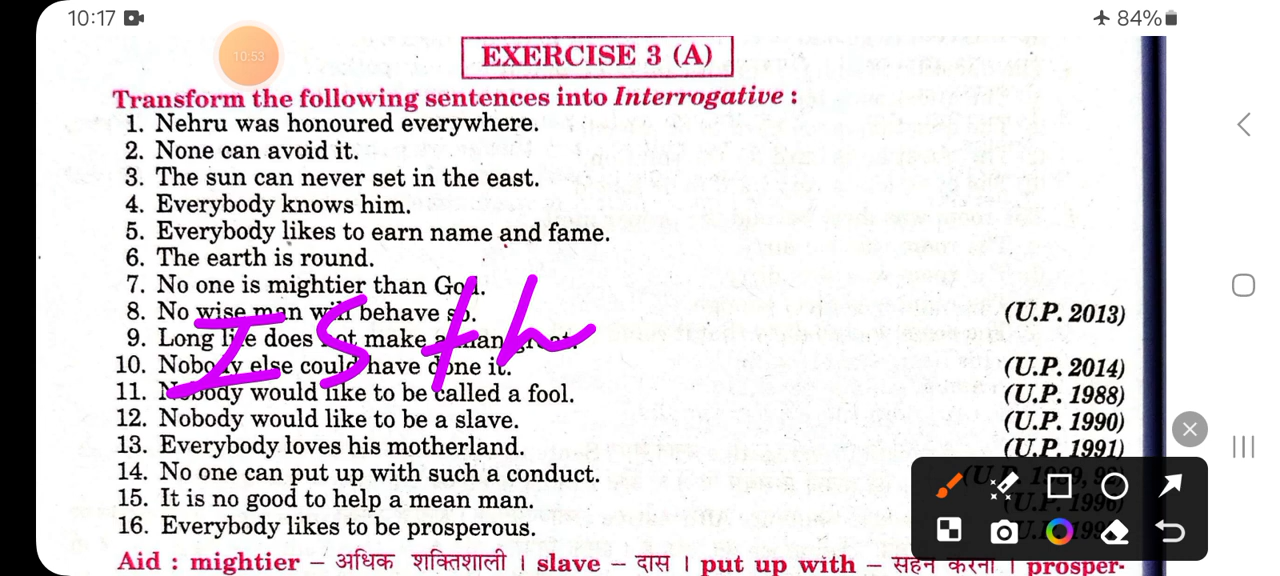 10:17 84%
10:53
EXERCISE 3 (A)
Transform the following sentences into Interrogative :
1. Nehru was honoured everywhere.
2. None can avoid it.
3. The sun can never set in the east.
4. Everybody knows him.
5. Everybody likes to earn name and fame.
6. The earth is round.
7. No one is mightier than God.
8. No wise man will behave so. (U.P. 2013)
9. Long life does not make a man great.
10. Nobody else could have done it. (U.P. 2014)
11. Nobody would like to be called a fool. (U.P. 1988)
12. Nobody would like to be a slave. (U.P. 1990)
13. Everybody loves his motherland. (U.P. 1991)
14. No one can put up with such a conduct. (U.P. 1989, 92)
15. It is no good to help a mean man. (U.P. 1996)
16. Everybody likes to be prosperous.
Is th
Aid : mightier – अधिक शक्तिशाली । slave – दास । put up with – सहन करना । prosper-